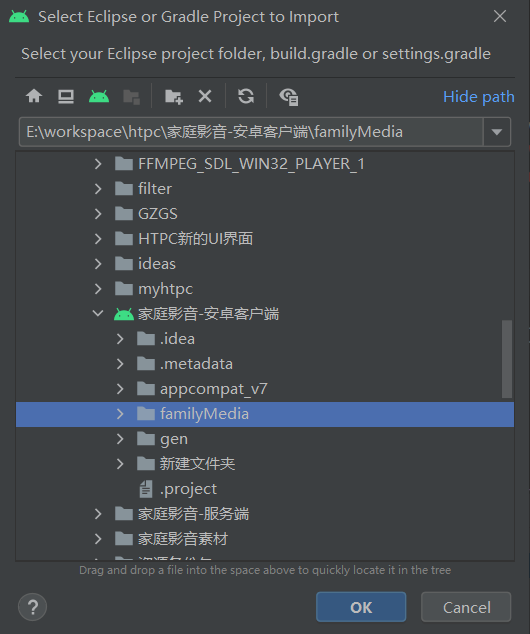 Select Eclipse or Gradle Project to Import
Select your Eclipse project folder, build.gradle or settings.gradle
Hide path
E:\workspace\htpc\家庭影音-安卓客户端\familyMedia
FFMPEG_SDL_WIN32_PLAYER_1
filter
GZGS
HTPC新的UI界面
ideas
myhtpc
家庭影音-安卓客户端
.idea
.metadata
appcompat_v7
familyMedia
gen
新建文件夹
.project
家庭影音-服务端
家庭影音素材
Drag and drop a file into the space above to quickly locate it in the tree
?
OK
Cancel